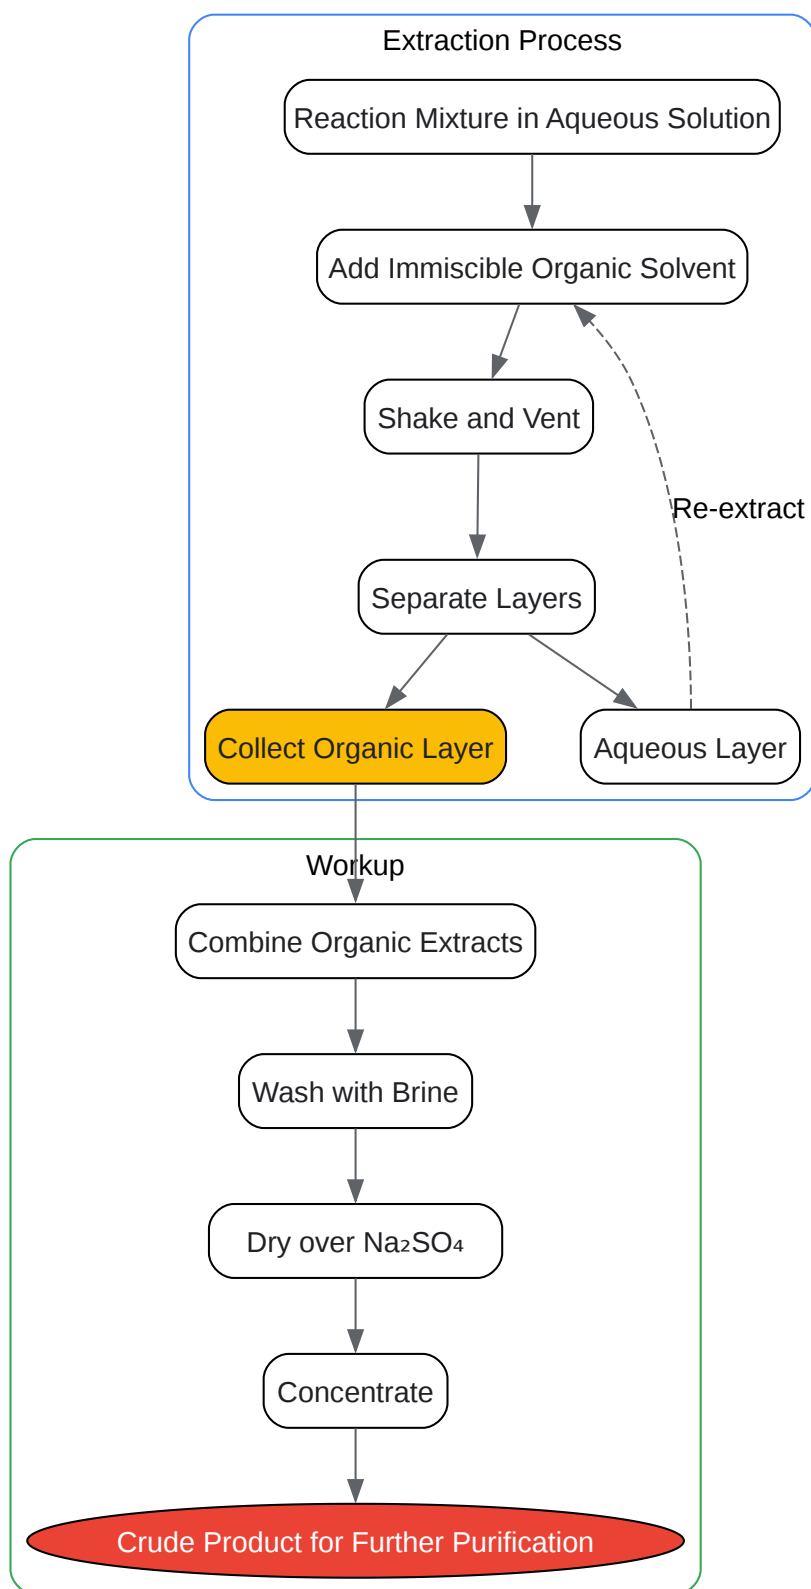 Extraction Process
Reaction Mixture in Aqueous Solution
Add Immiscible Organic Solvent
Shake and Vent
Re-extract
Separate Layers
Collect Organic Layer
Aqueous Layer
Workup
Combine Organic Extracts
Wash with Brine
Dry over Na₂SO₄
Concentrate
Crude Product for Further Purification